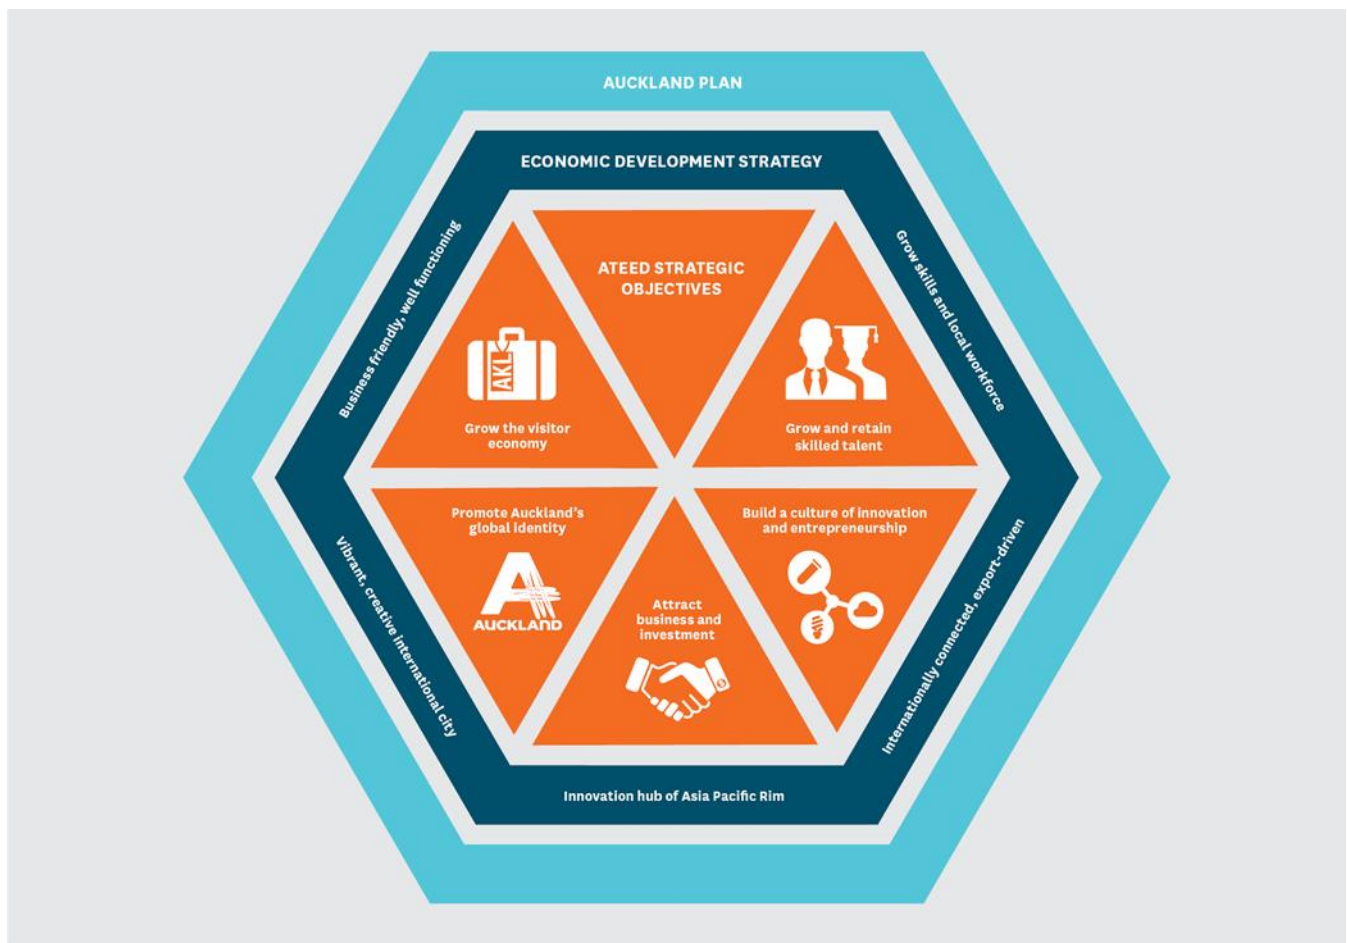 AUCKLAND PLAN
ECONOMIC DEVELOPMENT STRATEGY
Business friendly, well functioning
Grow skills and local workforce
ATEED STRATEGIC
OBJECTIVES
AKL
Grow the visitor
economy
Grow and retain
skilled talent
Promote Auckland's
global identity
AUCKLAND
Attract
business and
investment
Build a culture of innovation
and entrepreneurship
Vibrant, creative international city
Internationally connected, export-driven
Innovation hub of Asia Pacific Rim